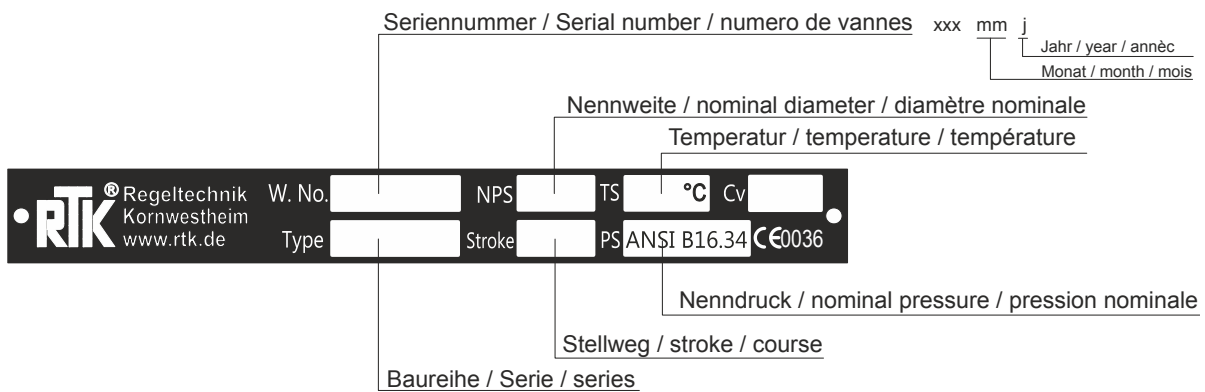 Seriennummer / Serial number / numero de vannes xxx mm j
Jahr / year / annèc
Monat / month / mois
Nennweite / nominal diameter / diamètre nominale
Temperatur / temperature / température
RTK ® Regeltechnik Kornwestheim www.rtk.de
W. No. NPS TS °C Cv
Type Stroke PS ANSI B16.34 CE0036
Nenndruck / nominal pressure / pression nominale
Stellweg / stroke / course
Baureihe / Serie / series